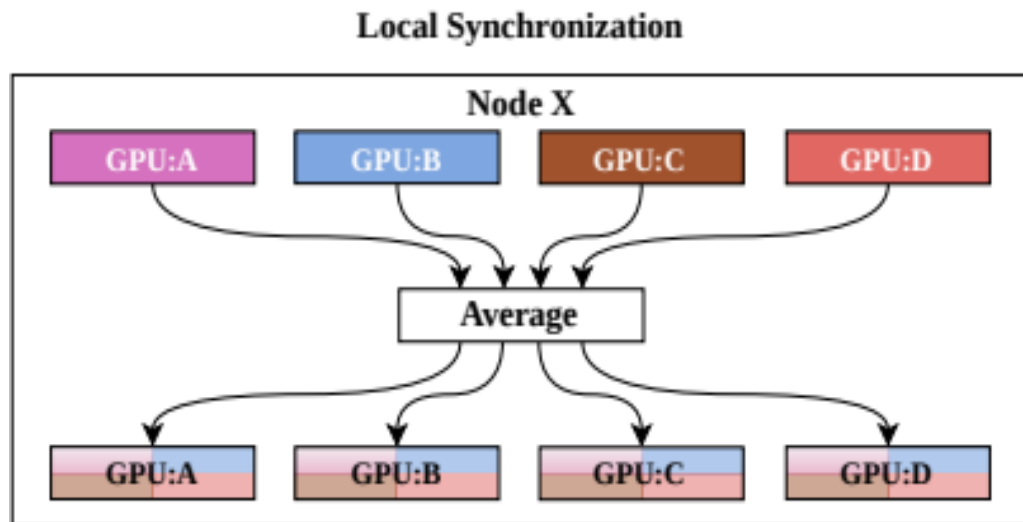 Local Synchronization
Node X
GPU:A GPU:B GPU:C GPU:D
Average
GPU:A GPU:B GPU:C GPU:D